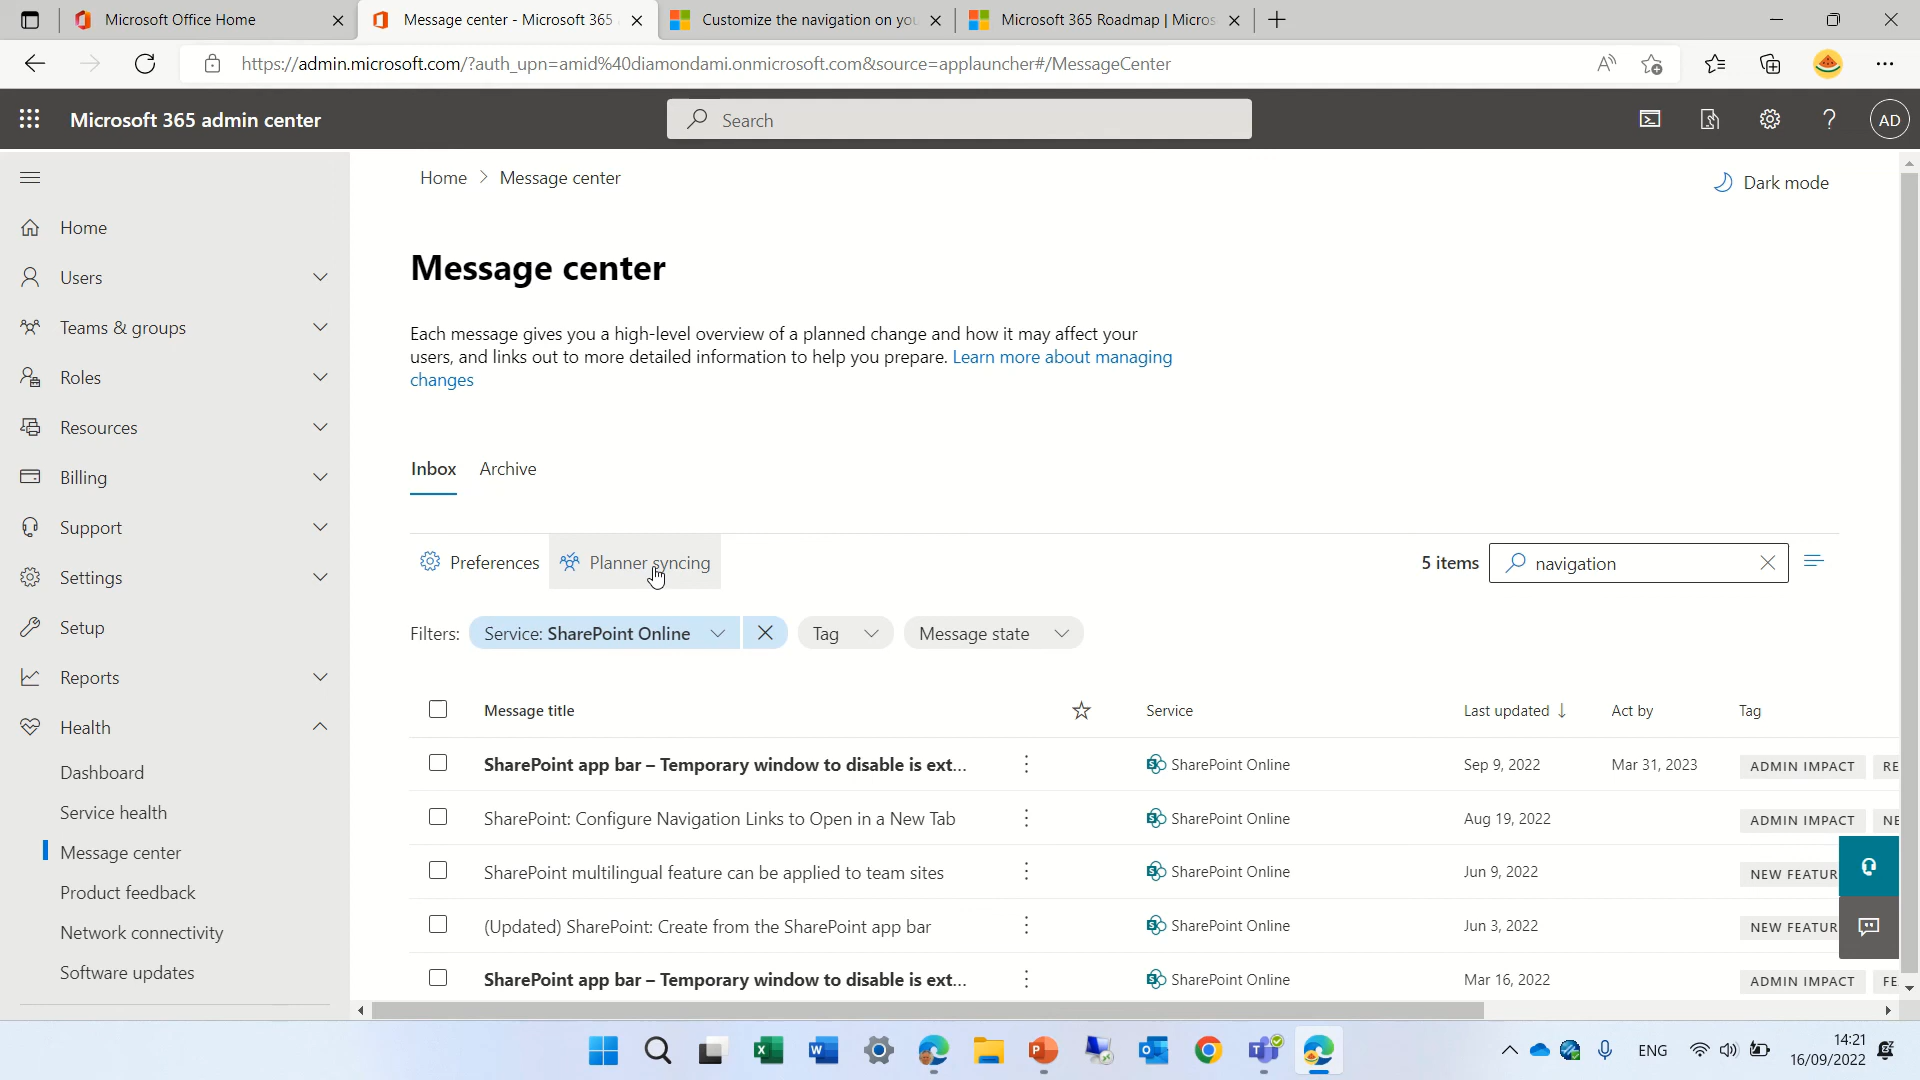 Microsoft Office Home
Message center - Microsoft 365
Customize the navigation on you
Microsoft 365 Roadmap | Micros
https://admin.microsoft.com/?auth_upn=amid%40diamondami.onmicrosoft.com&source=applauncher#/MessageCenter
Microsoft 365 admin center
Search
AD
Home
Users
Teams & groups
Roles
Resources
Billing
Support
Settings
Setup
Reports
Health
Dashboard
Service health
Message center
Product feedback
Network connectivity
Software updates
Home > Message center
Dark mode
Message center
Each message gives you a high-level overview of a planned change and how it may affect your
users, and links out to more detailed information to help you prepare. Learn more about managing
changes
Inbox Archive
Preferences Planner syncing 5 items navigation
Filters: Service: SharePoint Online Tag Message state
Message title Service Last updated ↓ Act by Tag
SharePoint app bar – Temporary window to disable is ext... SharePoint Online Sep 9, 2022 Mar 31, 2023 ADMIN IMPACT RE
SharePoint: Configure Navigation Links to Open in a New Tab SharePoint Online Aug 19, 2022 ADMIN IMPACT NE
SharePoint multilingual feature can be applied to team sites SharePoint Online Jun 9, 2022 NEW FEATUR
(Updated) SharePoint: Create from the SharePoint app bar SharePoint Online Jun 3, 2022 NEW FEATUR
SharePoint app bar – Temporary window to disable is ext... SharePoint Online Mar 16, 2022 ADMIN IMPACT FE
ENG
14:21
16/09/2022